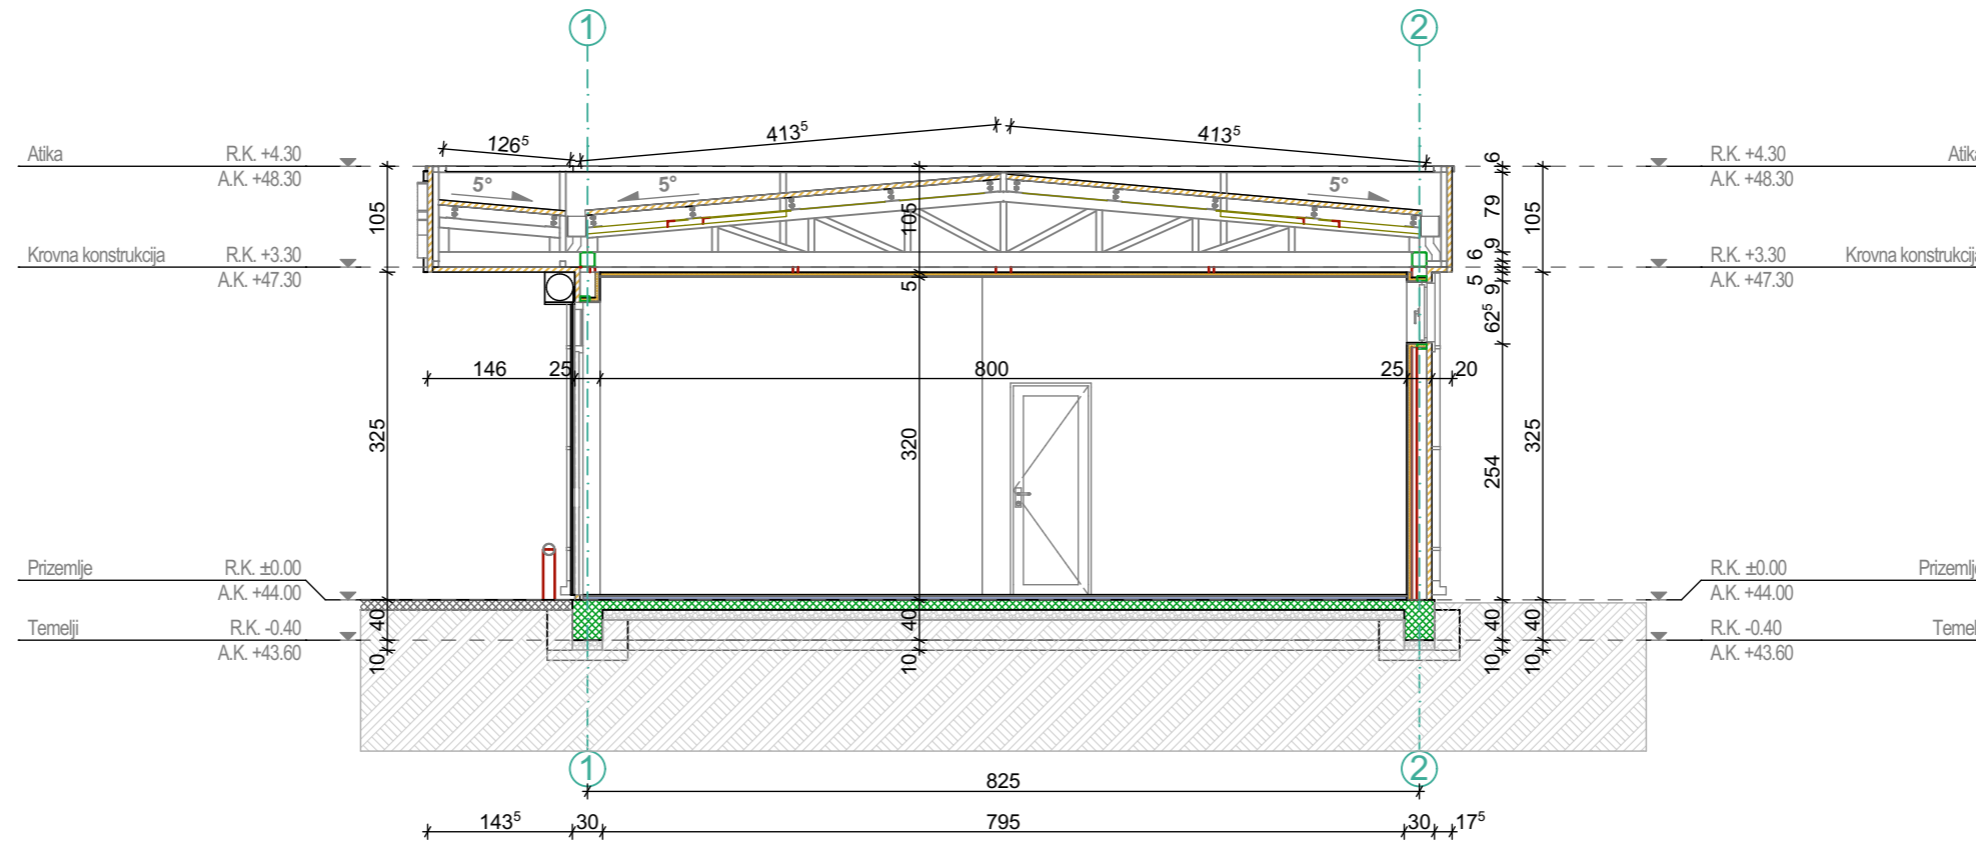 1 2
126⁵ 413⁵ 413⁵
Atika R.K. +4.30
A.K. +48.30
R.K. +4.30 Atika
A.K. +48.30
5° 5° 5°
105 105 6 79 9 6 5 9 62⁵ 105
Krovna konstrukcija R.K. +3.30
A.K. +47.30
R.K. +3.30 Krovna konstrukcija
A.K. +47.30
5
146 25 800 25 20
325 320 254 325
Prizemlje R.K. ±0.00
A.K. +44.00
R.K. ±0.00 Prizemlje
A.K. +44.00
40 40 40 40
Temelji R.K. -0.40
A.K. +43.60
R.K. -0.40 Temel
A.K. +43.60
10 10 10 10
1 2
825
143⁵ 30 795 30 17⁵